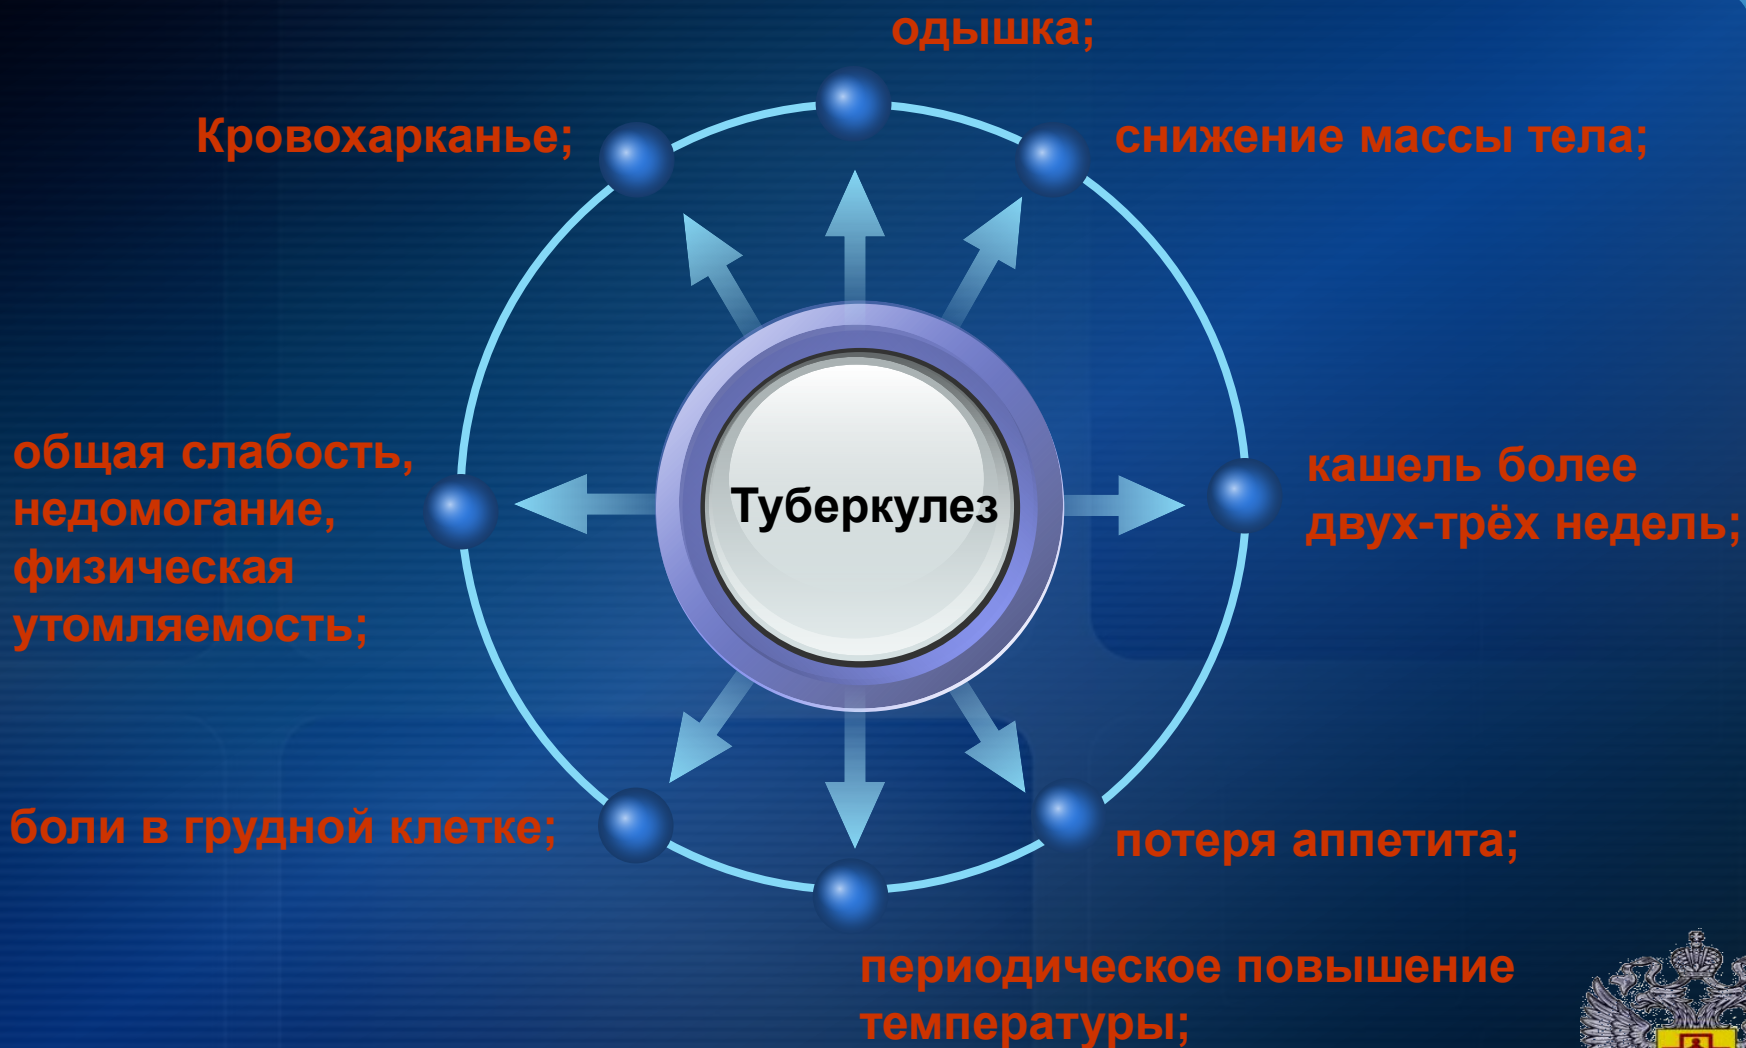 одышка;
Кровохарканье;
снижение массы тела;
общая слабость,
недомогание,
физическая
утомляемость;
Туберкулез
кашель более
двух-трёх недель;
боли в грудной клетке;
потеря аппетита;
периодическое повышение
температуры;